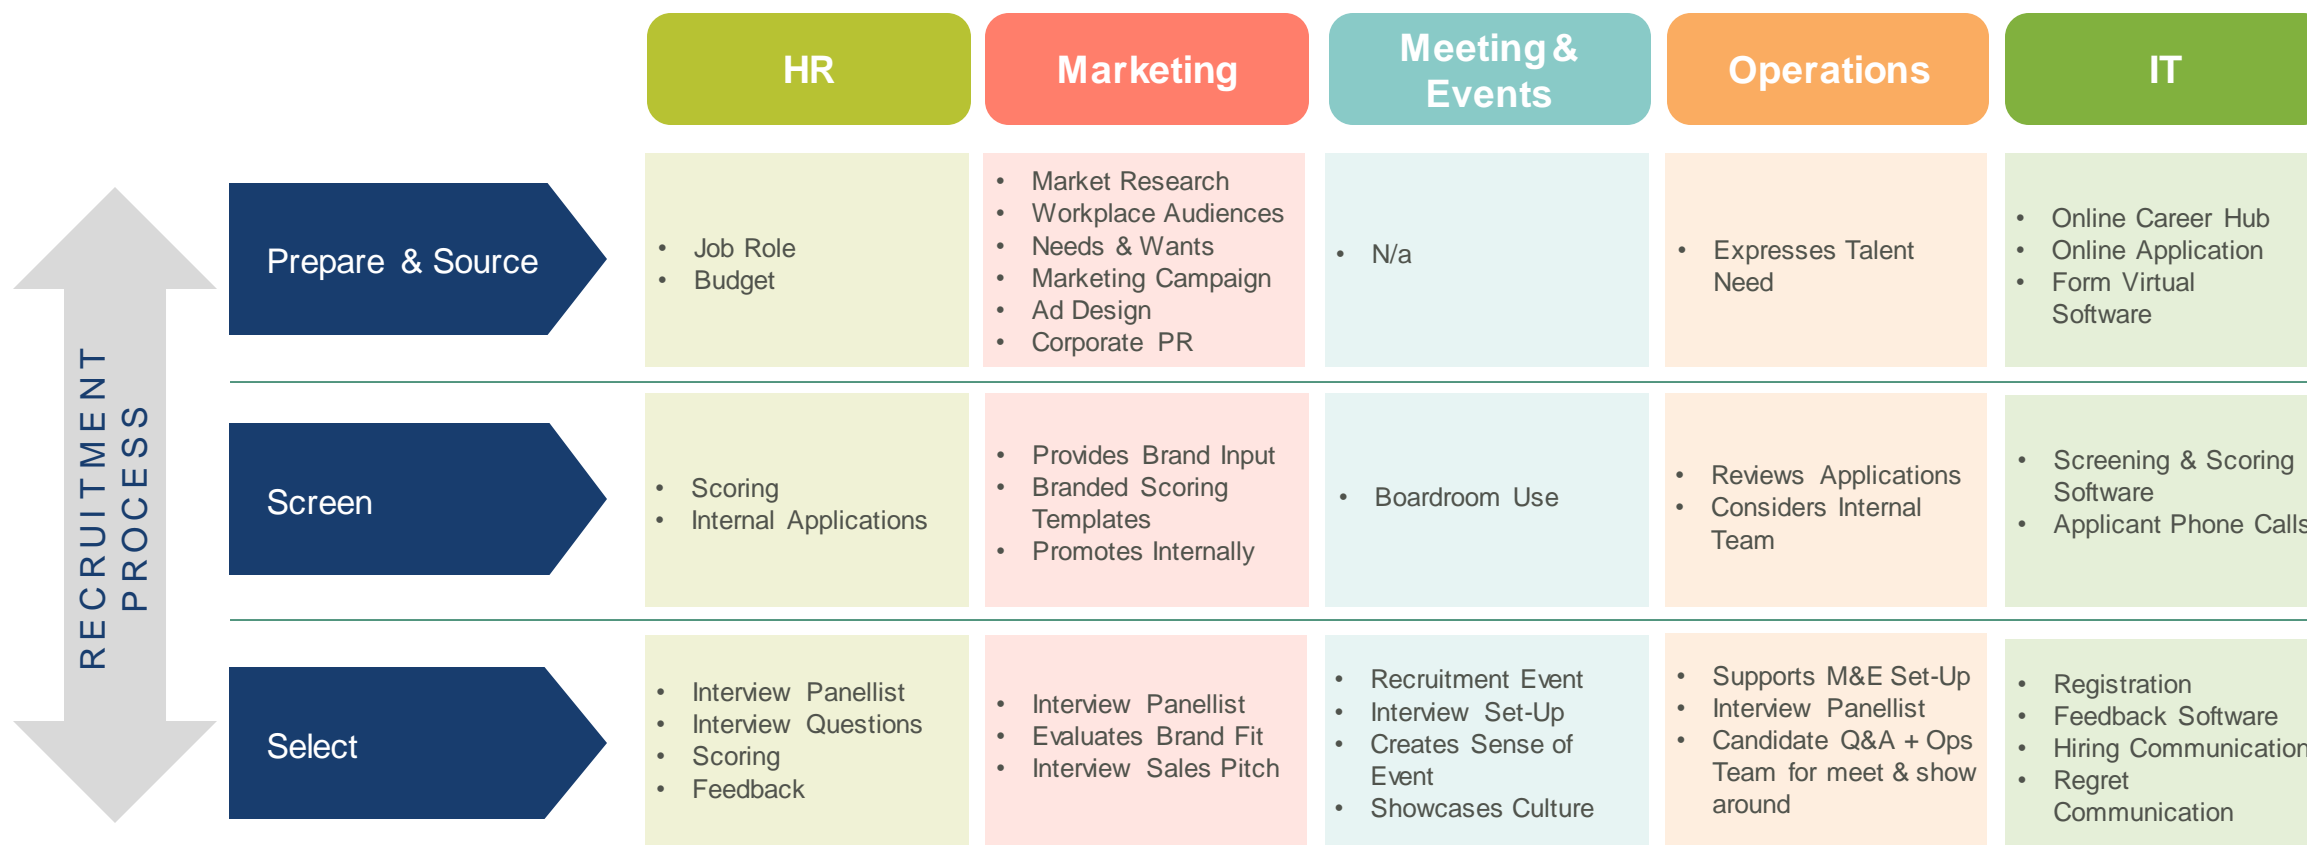 HR
Marketing
Meeting &
Events
Operations
IT
RECRUITMENT
PROCESS
Prepare & Source
• Job Role
• Budget
• Market Research
• Workplace Audiences
• Needs & Wants
• Marketing Campaign
• Ad Design
• Corporate PR
• N/a
• Expresses Talent
Need
• Online Career Hub
• Online Application
• Form Virtual
Software
Screen
• Scoring
• Internal Applications
• Provides Brand Input
• Branded Scoring
Templates
• Promotes Internally
• Boardroom Use
• Reviews Applications
• Considers Internal
Team
• Screening & Scoring
Software
• Applicant Phone Calls
Select
• Interview Panellist
• Interview Questions
• Scoring
• Feedback
• Interview Panellist
• Evaluates Brand Fit
• Interview Sales Pitch
• Recruitment Event
• Interview Set-Up
• Creates Sense of
Event
• Showcases Culture
• Supports M&E Set-Up
• Interview Panellist
• Candidate Q&A + Ops
Team for meet & show
around
• Registration
• Feedback Software
• Hiring Communication
• Regret
Communication